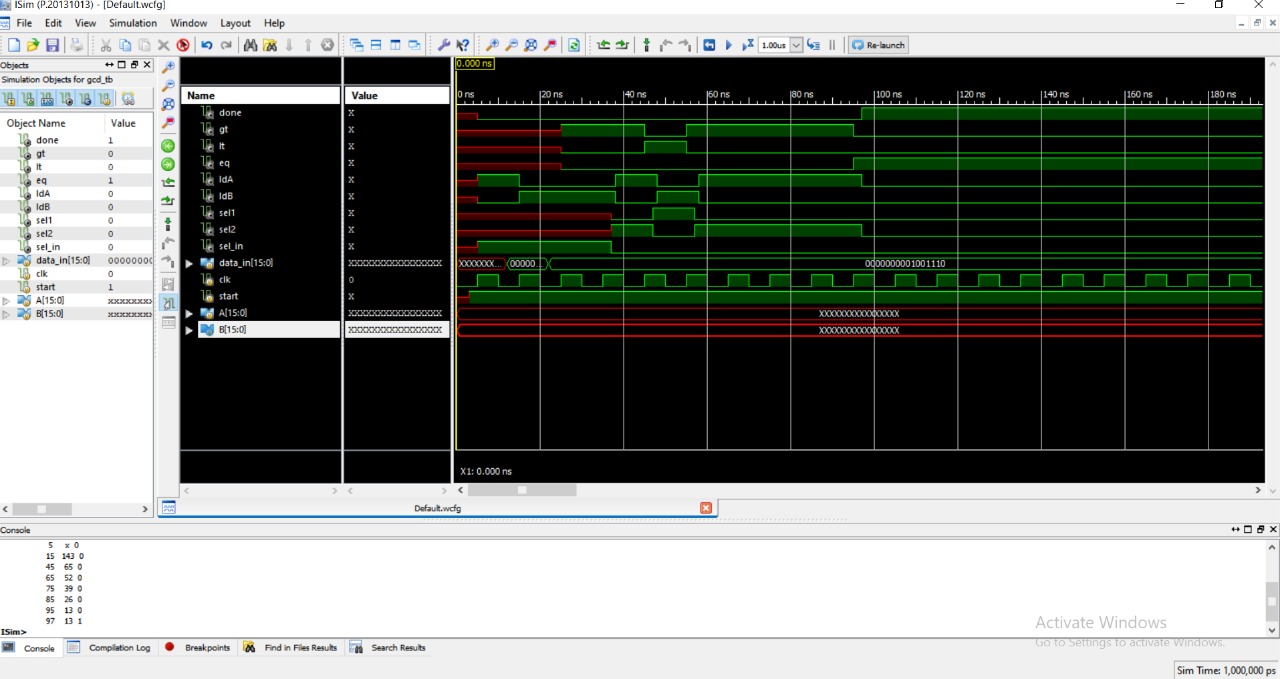 ISim (P.20131013) - [Default.wcfg]
File Edit View Simulation Window Layout Help
1.00us Re-launch
Objects
Simulation Objects for gcd_tb
Object Name Value
done 1
gt 0
lt 0
eq 1
ldA 0
ldB 0
sel1 0
sel2 0
sel_in 0
data_in[15:0] 00000000
clk 0
start 1
A[15:0] xxxxxxxx
B[15:0] xxxxxxxx
Name Value
done X
gt X
lt X
eq X
ldA X
ldB X
sel1 X
sel2 X
sel_in X
data_in[15:0] XXXXXXXXXXXXXXXX
clk 0
start X
A[15:0] XXXXXXXXXXXXXXXX
B[15:0] XXXXXXXXXXXXXXXX
0.000 ns
0 ns 20 ns 40 ns 60 ns 80 ns 100 ns 120 ns 140 ns 160 ns 180 ns
XXXXXXX... 00000... 0000000001001110
XXXXXXXXXXXXXXXX
XXXXXXXXXXXXXXXX
X1: 0.000 ns
Default.wcfg
Console
5 x 0
15 143 0
45 65 0
65 52 0
75 39 0
85 26 0
95 13 0
97 13 1
ISim>
Console Compilation Log Breakpoints Find in Files Results Search Results
Activate Windows
Go to Settings to activate Windows.
Sim Time: 1,000,000 ps